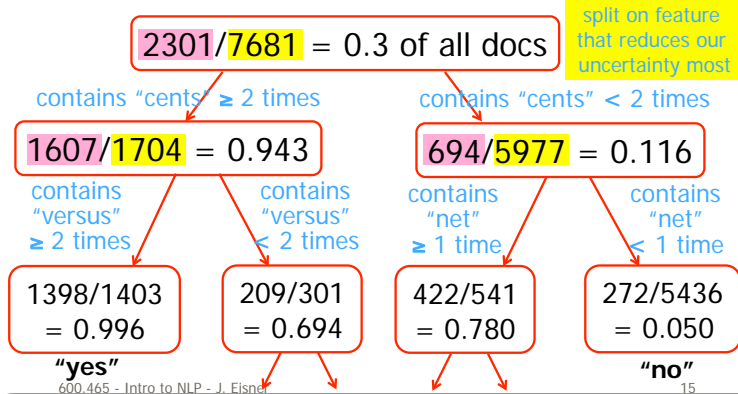 split on feature
that reduces our
uncertainty most
2301/7681 = 0.3 of all docs
contains "cents" ≥ 2 times
contains "cents" < 2 times
1607/1704 = 0.943
694/5977 = 0.116
contains
"versus"
≥ 2 times
contains
"versus"
< 2 times
contains
"net"
≥ 1 time
contains
"net"
< 1 time
1398/1403
= 0.996
209/301
= 0.694
422/541
= 0.780
272/5436
= 0.050
"yes"
"no"
600.465 - Intro to NLP - J. Eisner
15